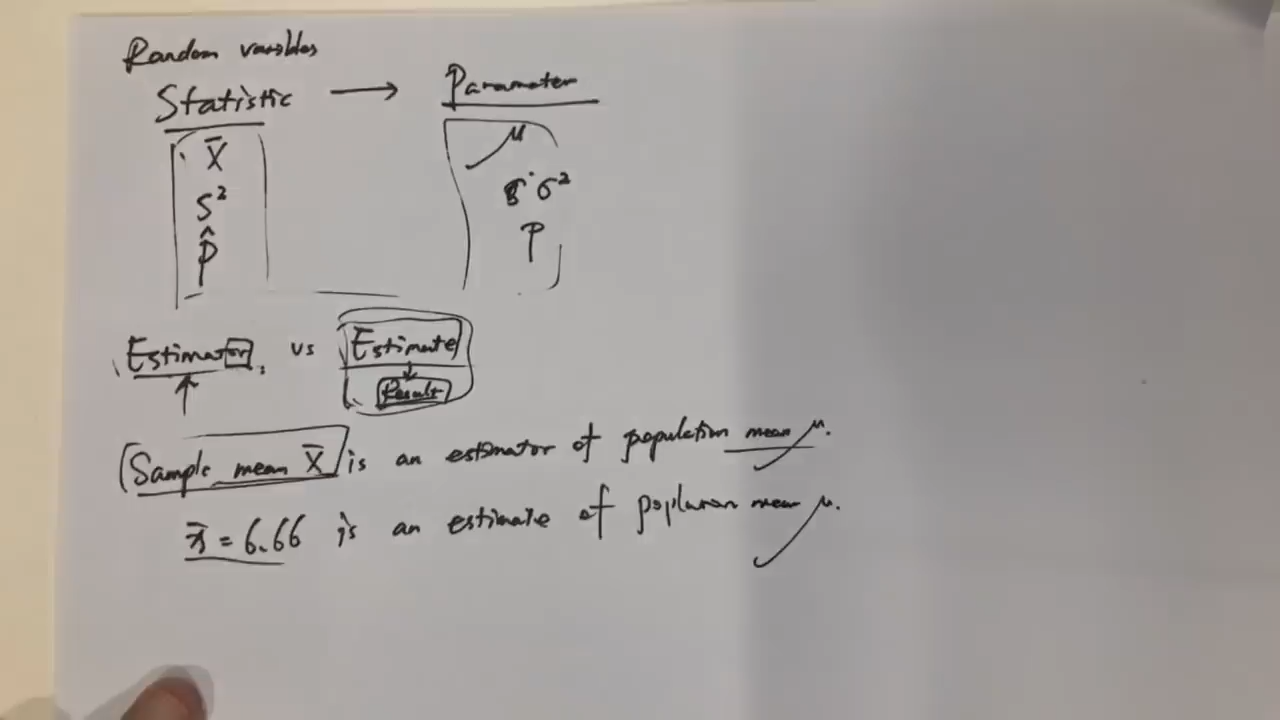 Random variables
Statistic → Parameter
X̄ μ
S² σ²
p̂ p
Estimator vs Estimate
↓
Result
↑
Sample mean X̄ is an estimator of population mean μ.
x̄ = 6.66 is an estimate of popluraon mean μ.